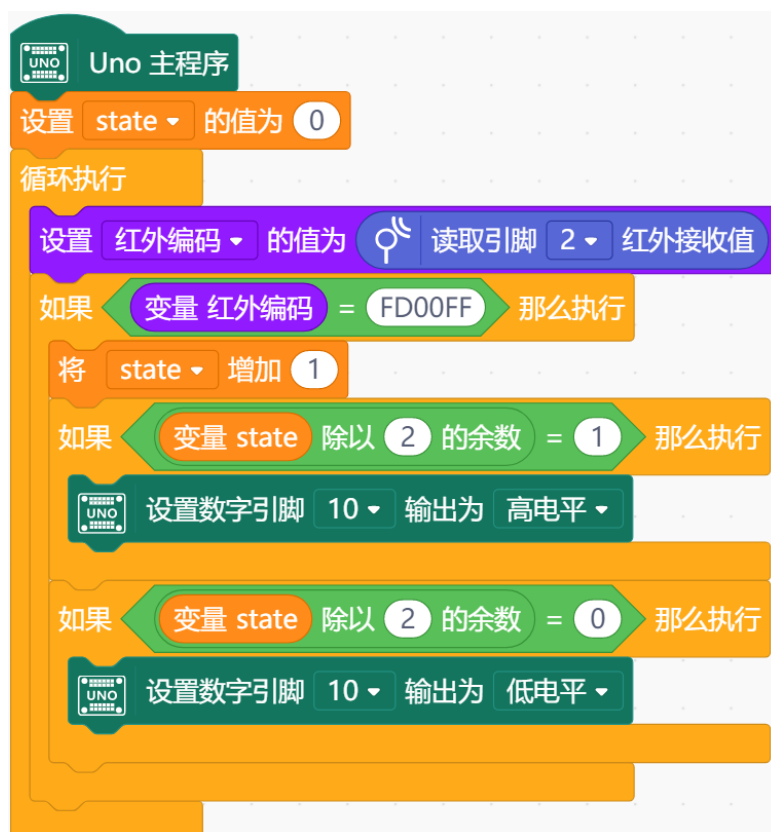 UNO Uno 主程序
设置 state 的值为 0
循环执行
设置 红外编码 的值为 读取引脚 2 红外接收值
如果 变量 红外编码 = FD00FF 那么执行
将 state 增加 1
如果 变量 state 除以 2 的余数 = 1 那么执行
UNO 设置数字引脚 10 输出为 高电平
如果 变量 state 除以 2 的余数 = 0 那么执行
UNO 设置数字引脚 10 输出为 低电平